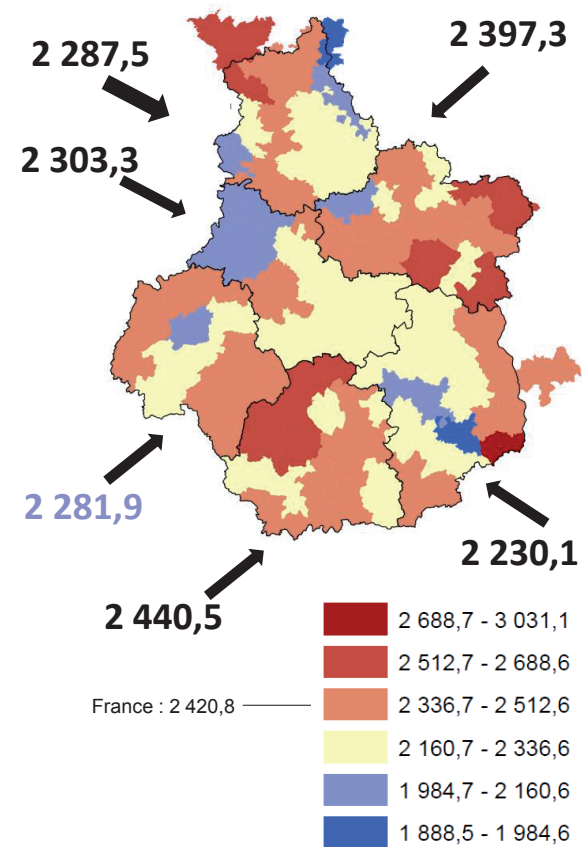 2 397,3
2 287,5
2 303,3
2 281,9
2 230,1
2 440,5
2 688,7 - 3 031,1
2 512,7 - 2 688,6
France : 2 420,8
2 336,7 - 2 512,6
2 160,7 - 2 336,6
1 984,7 - 2 160,6
1 888,5 - 1 984,6